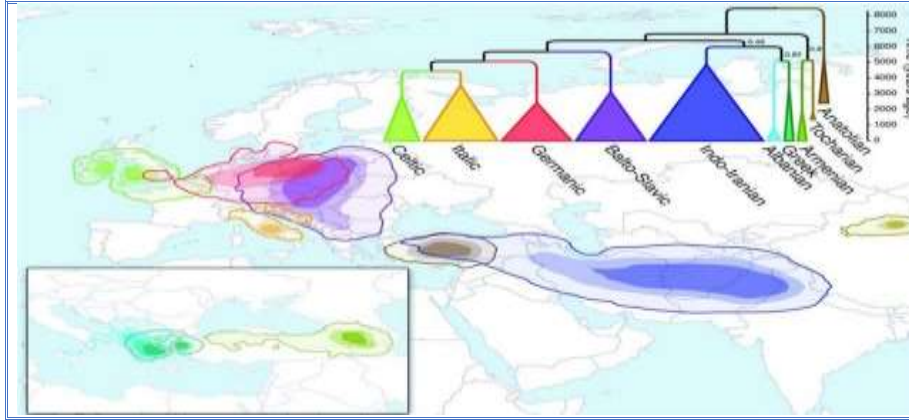 8000
7000
6000
5000
4000
3000
2000
1000
0
Celtic
Italic
Germanic
Balto-Slavic
Indo-Iranian
Albanian
Greek
Armenian
Tocharian
Anatolian